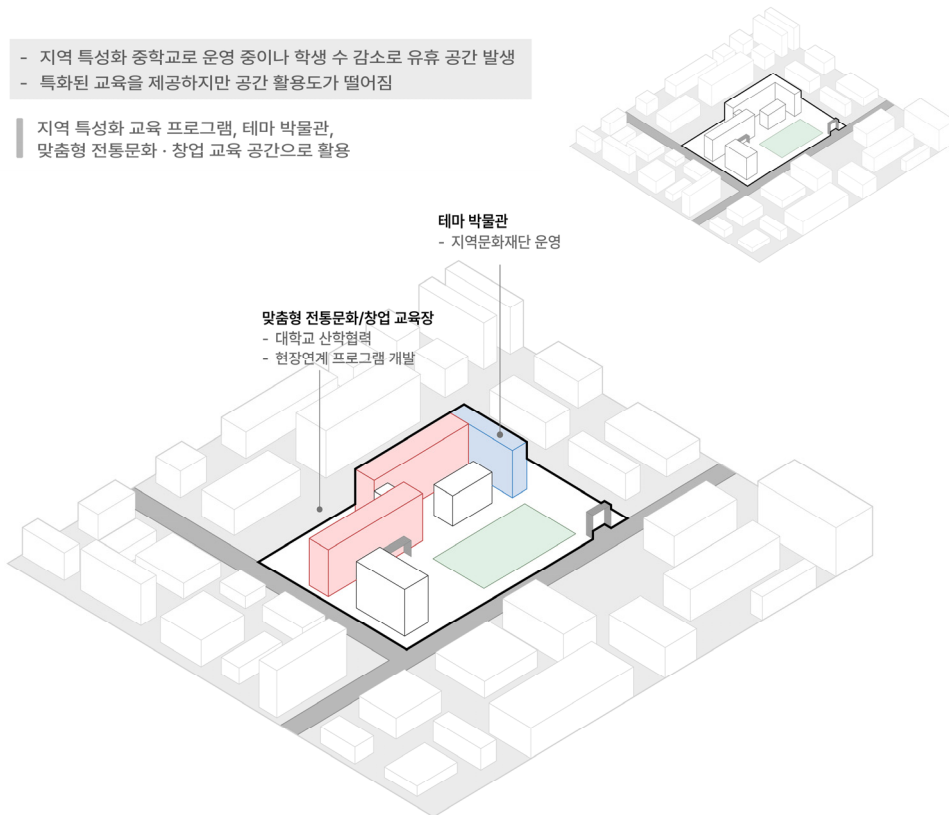 - 지역 특성화 중학교로 운영 중이나 학생 수 감소로 유휴 공간 발생
- 특화된 교육을 제공하지만 공간 활용도가 떨어짐
지역 특성화 교육 프로그램, 테마 박물관,
맞춤형 전통문화 · 창업 교육 공간으로 활용
테마 박물관
- 지역문화재단 운영
맞춤형 전통문화/창업 교육장
- 대학교 산학협력
- 현장연계 프로그램 개발